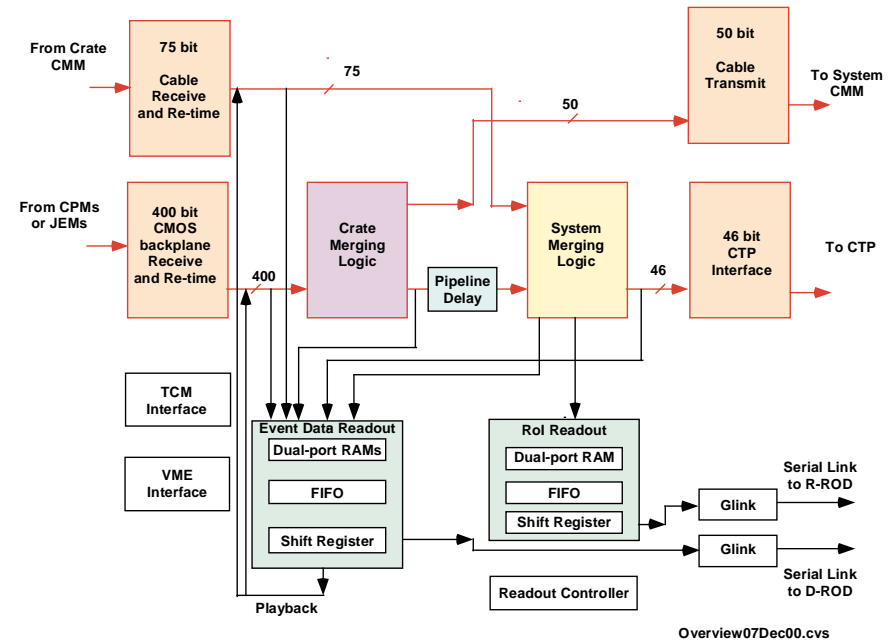 From Crate
CMM
75 bit
Cable
Receive
and Re-time
75
50
50 bit
Cable
Transmit
To System
CMM
From CPMs
or JEMs
400 bit
CMOS
backplane
Receive
and Re-time
400
Crate
Merging
Logic
Pipeline
Delay
System
Merging
Logic
46
46 bit
CTP
Interface
To CTP
TCM
Interface
VME
Interface
Event Data Readout
Dual-port RAMs
FIFO
Shift Register
Playback
RoI Readout
Dual-port RAM
FIFO
Shift Register
Readout Controller
Glink
Glink
Serial Link
to R-ROD
Serial Link
to D-ROD
Overview07Dec00.cvs